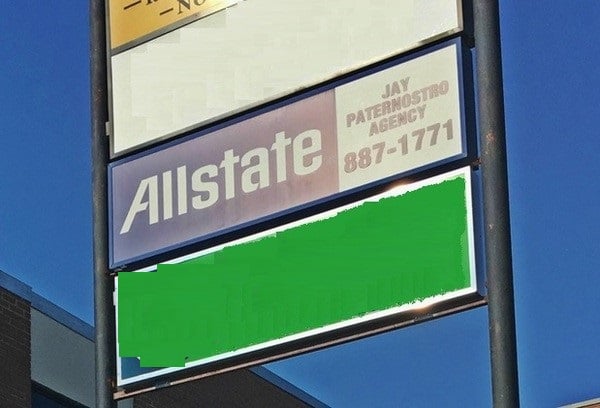 Allstate
JAY
PATERNOSTRO
AGENCY
887-1771